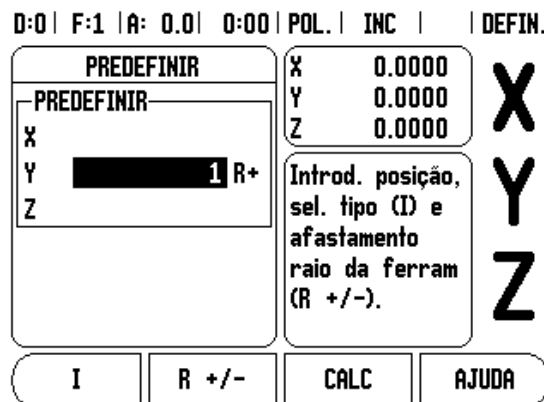 D:0 | F:1 | A: 0.0 | 0:00 | POL. | INC | | DEFIN.
PREDEFINIR
PREDEFINIR
X
Y 1 R+
Z
X 0.0000
Y 0.0000
Z 0.0000
Introd. posição,
sel. tipo (I) e
afastamento
raio da ferram
(R +/-).
X
Y
Z
I
R +/-
CALC
AJUDA